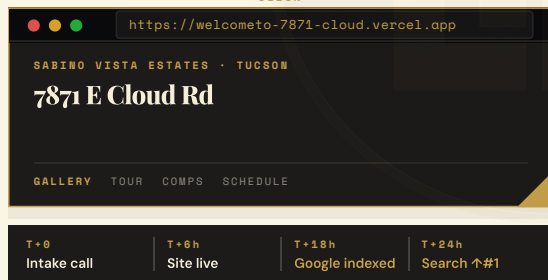 https://welcometo-7871-cloud.vercel.app
SABINO VISTA ESTATES · TUCSON
7871 E Cloud Rd
GALLERY TOUR COMPS SCHEDULE
T+0 T+6h T+18h T+24h
Intake call Site live Google indexed Search ↑#1